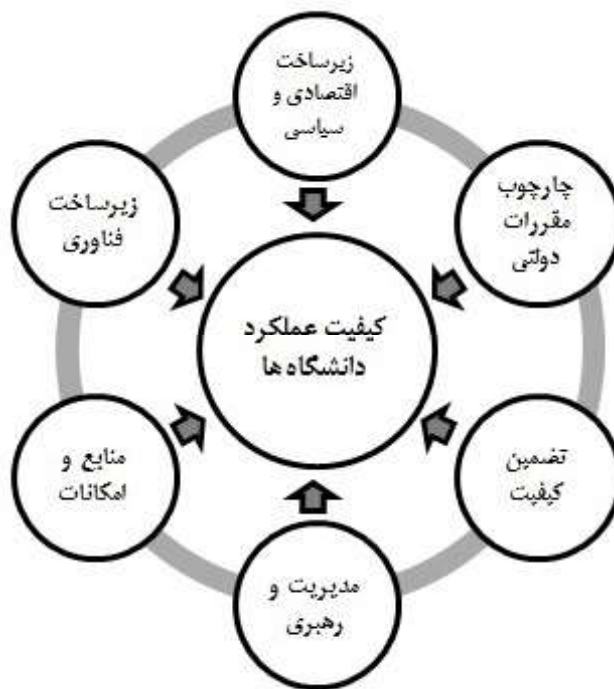 زیرساخت
اقتصادی و
سیاسی
چارچوب
مقررات
دولتی
تضمین
کیفیت
مدیریت و
رهبری
منابع و
امکانات
زیرساخت
فناوری
کیفیت عملکرد
دانشگاه ها